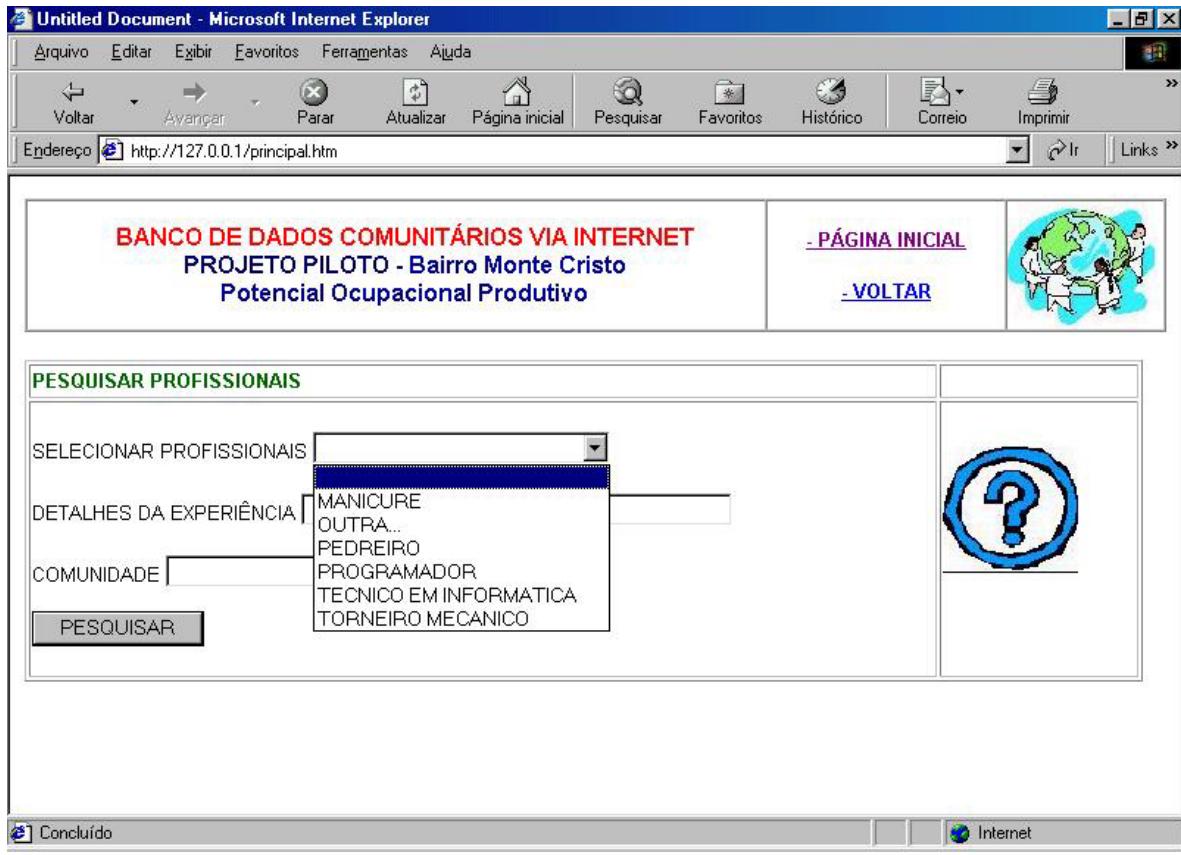 Untitled Document - Microsoft Internet Explorer
Arquivo Editar Exibir Favoritos Ferramentas Ajuda
Voltar Avançar Parar Atualizar Página inicial Pesquisar Favoritos Histórico Correio Imprimir »
Endereço http://127.0.0.1/principal.htm Ir Links »
BANCO DE DADOS COMUNITÁRIOS VIA INTERNET
PROJETO PILOTO - Bairro Monte Cristo
Potencial Ocupacional Produtivo
- PÁGINA INICIAL
- VOLTAR
PESQUISAR PROFISSIONAIS
SELECIONAR PROFISSIONAIS
DETALHES DA EXPERIÊNCIA
COMUNIDADE
MANICURE
OUTRA...
PEDREIRO
PROGRAMADOR
TECNICO EM INFORMATICA
TORNEIRO MECANICO
PESQUISAR
?
Concluído Internet